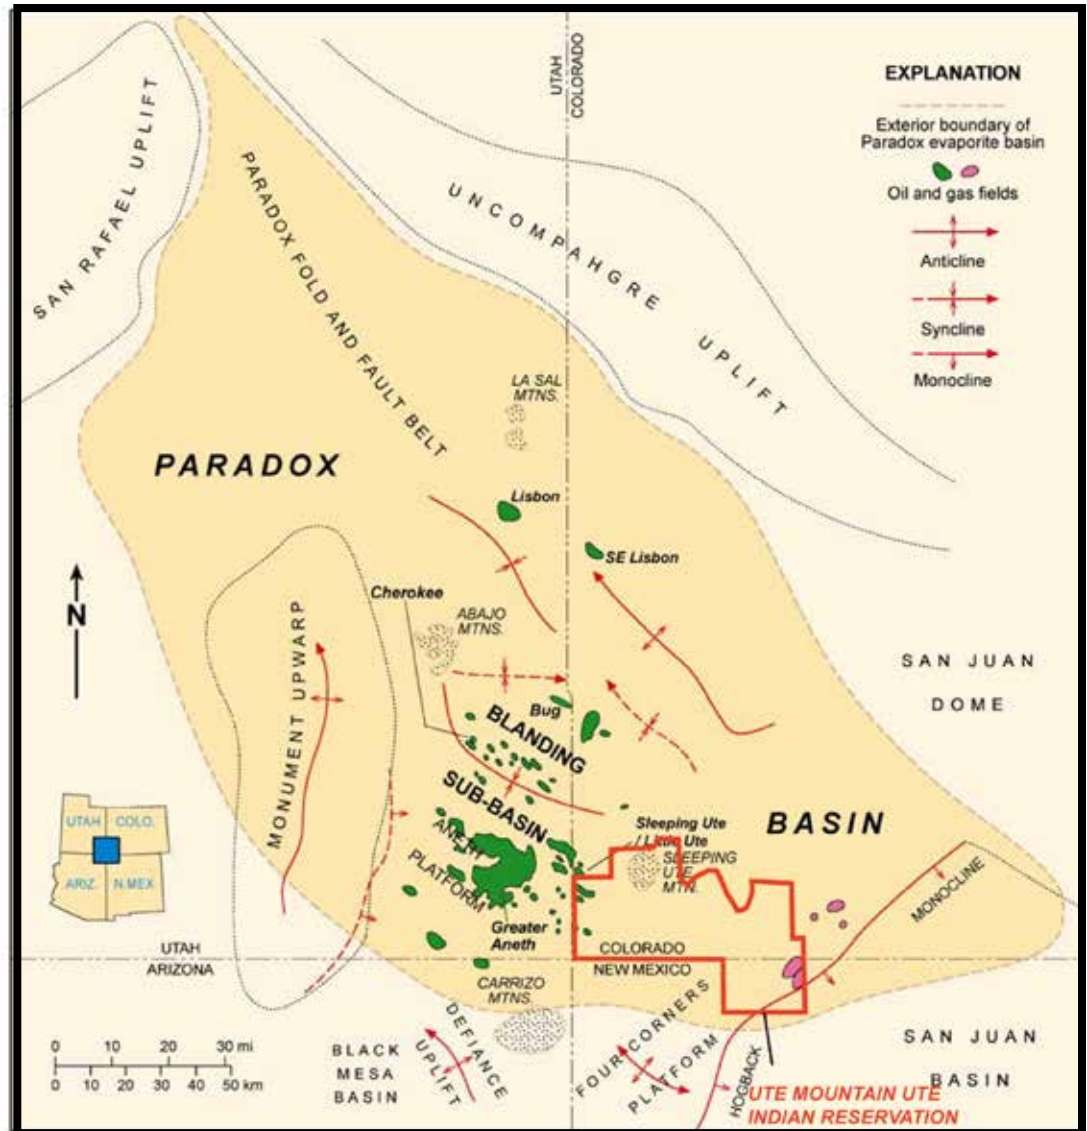 UTAH
COLORADO
EXPLANATION
Exterior boundary of
Paradox evaporite basin
Oil and gas fields
Anticline
Syncline
Monocline
SAN RAFAEL UPLIFT
PARADOX FOLD AND FAULT BELT
UNCOMPAHGRE UPLIFT
LA SAL
MTNS.
PARADOX
Lisbon
SE Lisbon
Cherokee
ABAJO
MTNS.
N
MONUMENT UPWARP
SAN JUAN
DOME
Bug
BLANDING
SUB-BASIN
BASIN
Sleeping Ute
/ Little Ute
SLEEPING
UTE
MTN.
ANETH
PLATFORM
Greater
Aneth
MONOCLINE
UTAH COLO.
ARIZ. N.MEX
UTAH
ARIZONA
COLORADO
NEW MEXICO
CARRIZO
MTNS.
0 10 20 30 mi
0 10 20 30 40 50 km
BLACK
MESA
BASIN
DEFIANCE
UPLIFT
FOUR CORNERS
PLATFORM
HOGBACK
SAN JUAN
BASIN
UTE MOUNTAIN UTE
INDIAN RESERVATION